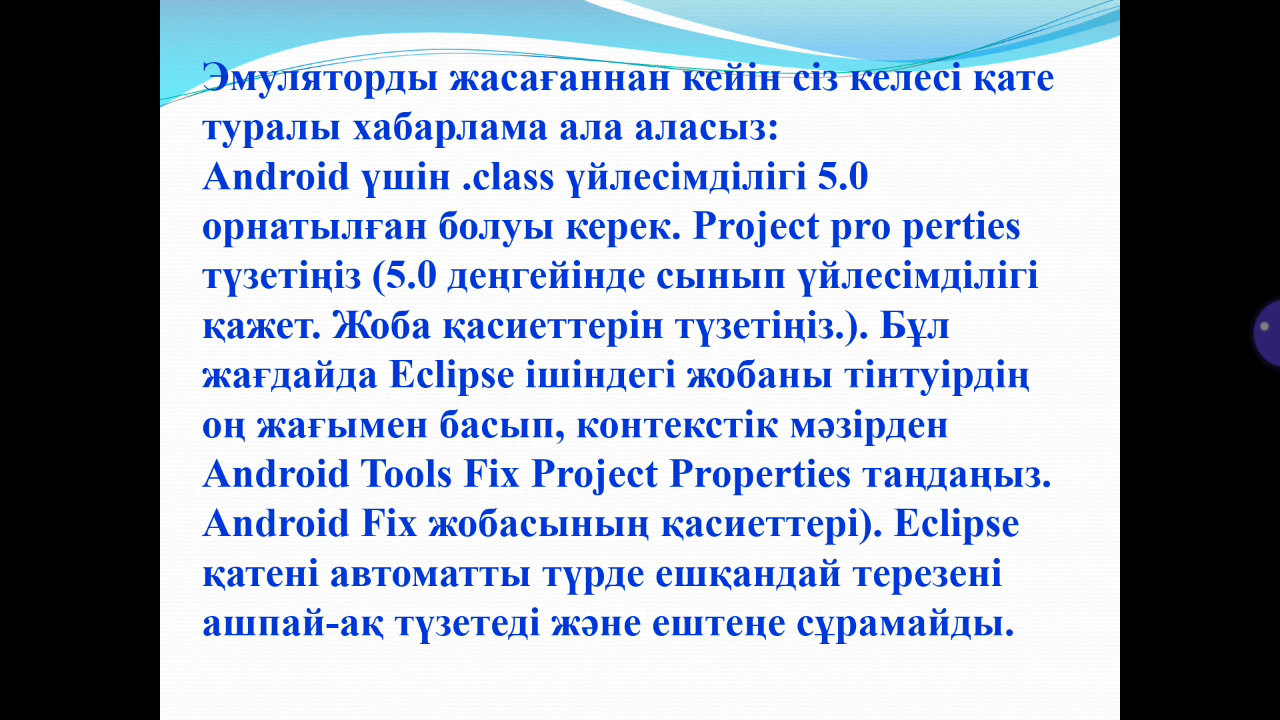 Эмуляторды жасағаннан кейін сіз келесі қате
туралы хабарлама ала аласыз:
Android үшін .class үйлесімділігі 5.0
орнатылған болуы керек. Project pro perties
түзетіңіз (5.0 деңгейінде сынып үйлесімділігі
қажет. Жоба қасиеттерін түзетіңіз.). Бұл
жағдайда Eclipse ішіндегі жобаны тінтуірдің
оң жағымен басып, контекстік мәзірден
Android Tools Fix Project Properties таңдаңыз.
Android Fix жобасының қасиеттері). Eclipse
қатені автоматты түрде ешқандай терезені
ашпай-ақ түзетеді және ештеңе сұрамайды.